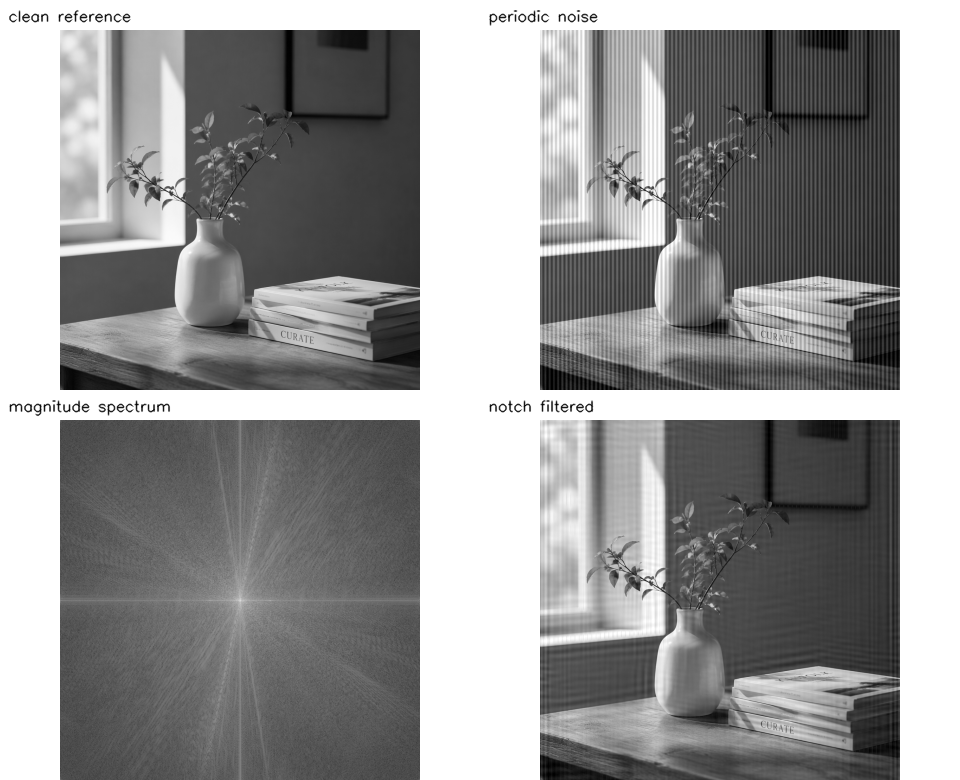 clean reference
periodic noise
CURATE
magnitude spectrum
notch filtered
CURATE
CURATE